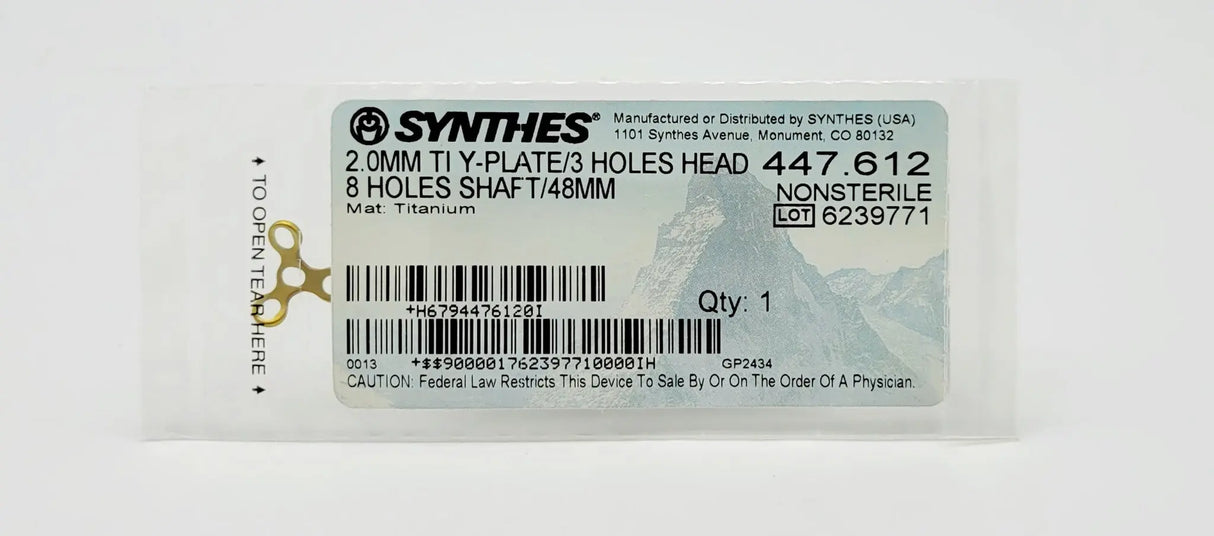 SYNTHES®
Manufactured or Distributed by SYNTHES (USA)
1101 Synthes Avenue, Monument, CO 80132
2.0MM TI Y-PLATE/3 HOLES HEAD 447.612
8 HOLES SHAFT/48MM NONSTERILE
Mat: Titanium LOT 6239771
Qty: 1
+H6794476120I
0013 +$$900001762397710000IH GP2434
CAUTION: Federal Law Restricts This Device To Sale By Or On The Order Of A Physician.
TO OPEN TEAR HERE